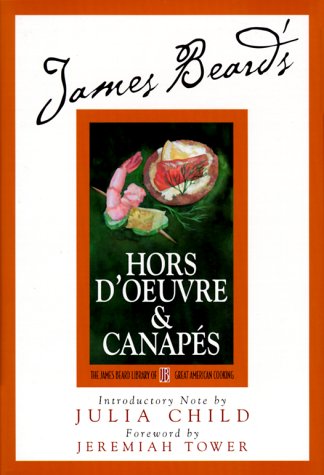 James Beard's
HORS
D'OEUVRE
&
CANAPÉS
THE JAMES BEARD LIBRARY OF JB GREAT AMERICAN COOKING
Introductory Note by
JULIA CHILD
Foreword by
JEREMIAH TOWER